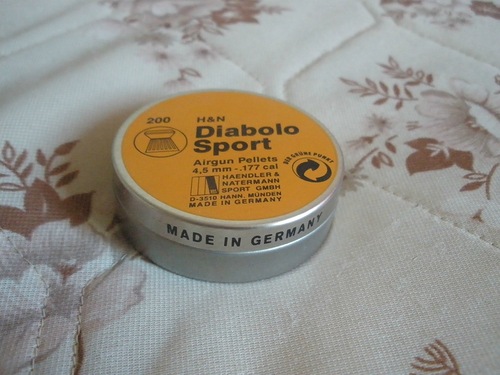 200 H&N
Diabolo
Sport
Airgun Pellets
4,5 mm - .177 cal
HAENDLER &
NATERMANN
SPORT GMBH
D-3510 HANN. MÜNDEN
MADE IN GERMANY
DER GRÜNE PUNKT
MADE IN GERMANY